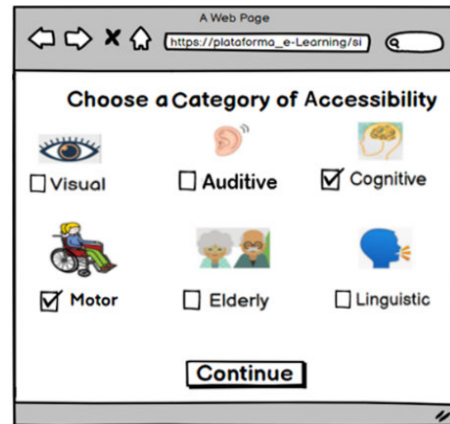 A Web Page
https://plataforma_e-Learning/si
Choose a Category of Accessibility
Visual
Auditive
Cognitive
Motor
Elderly
Linguistic
Continue